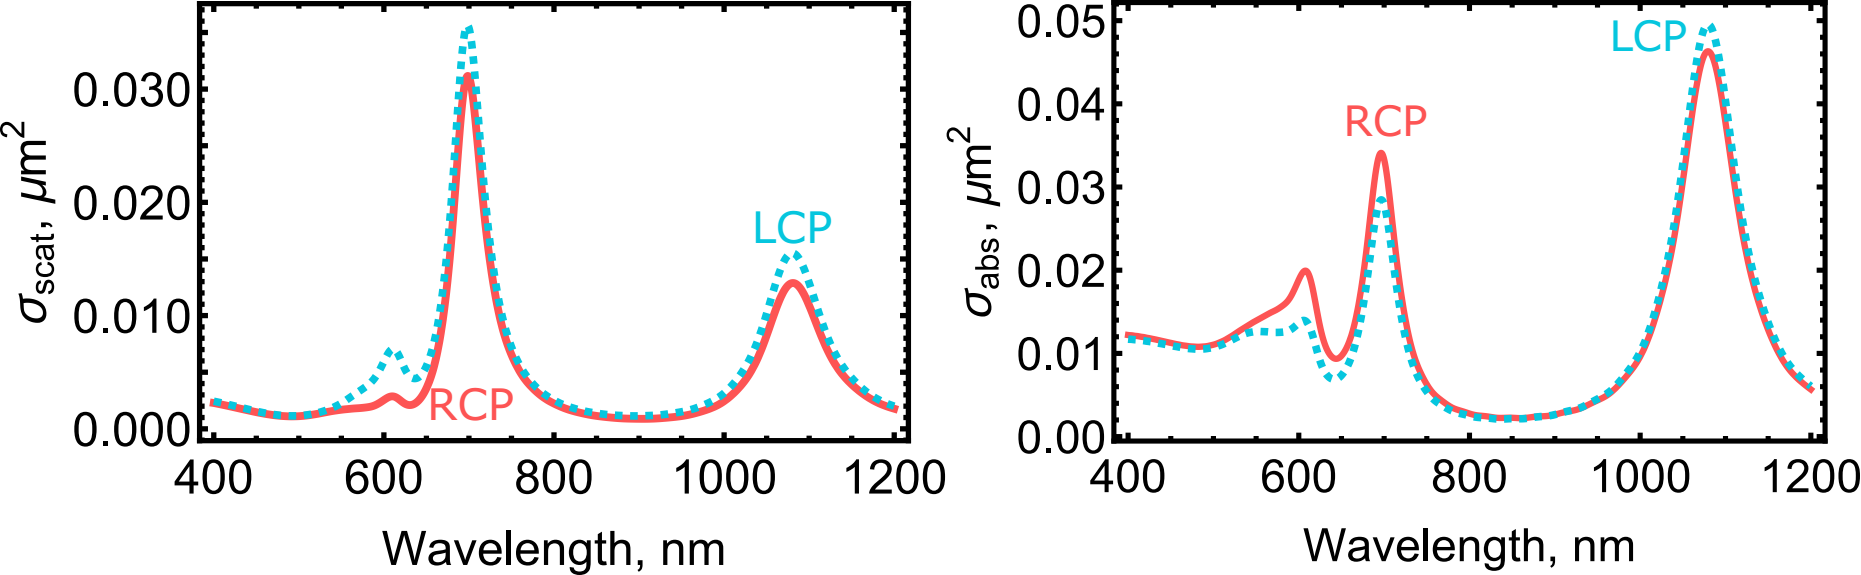 σscat, μm²
0.030
0.020
0.010
0.000
LCP
RCP
400 600 800 1000 1200
Wavelength, nm
σabs, μm²
0.05
0.04
0.03
0.02
0.01
0.00
LCP
RCP
400 600 800 1000 1200
Wavelength, nm